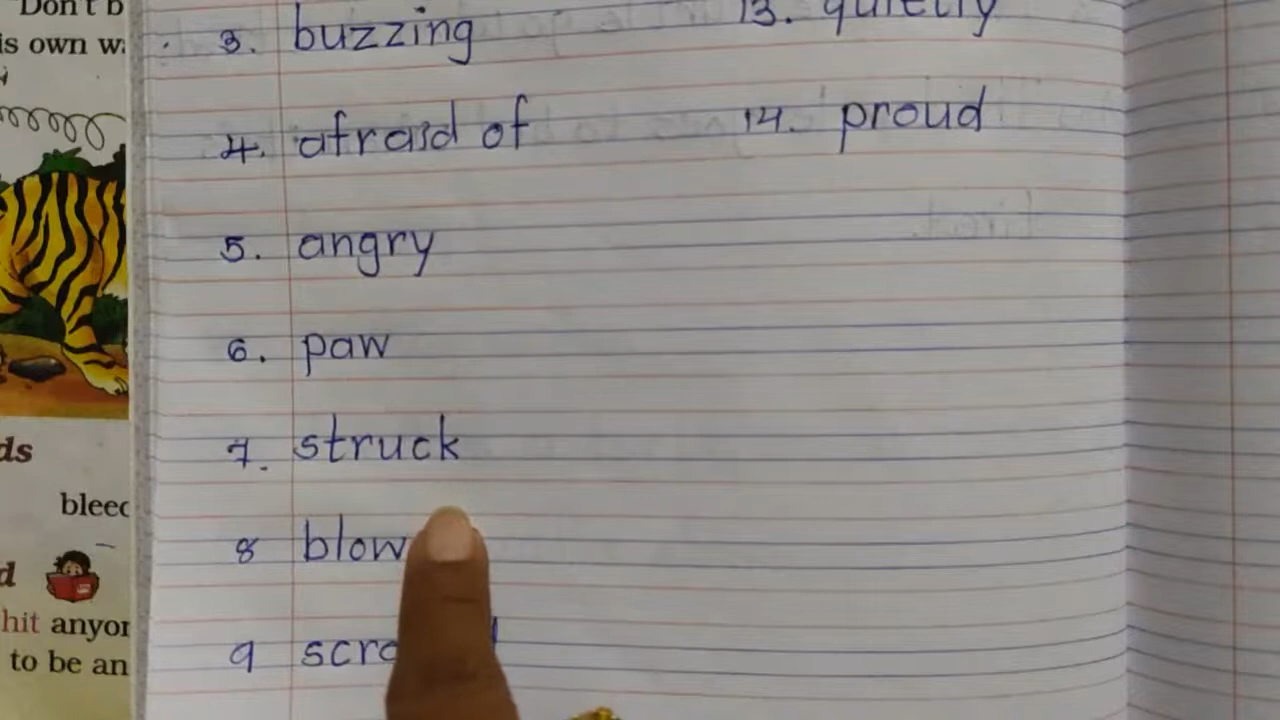 Don't b
is own w
3. buzzing
13. quietly
4. afraid of
14. proud
5. angry
6. paw
7. struck
8 blow
9
ds
bleed
d
hit anyon
to be an